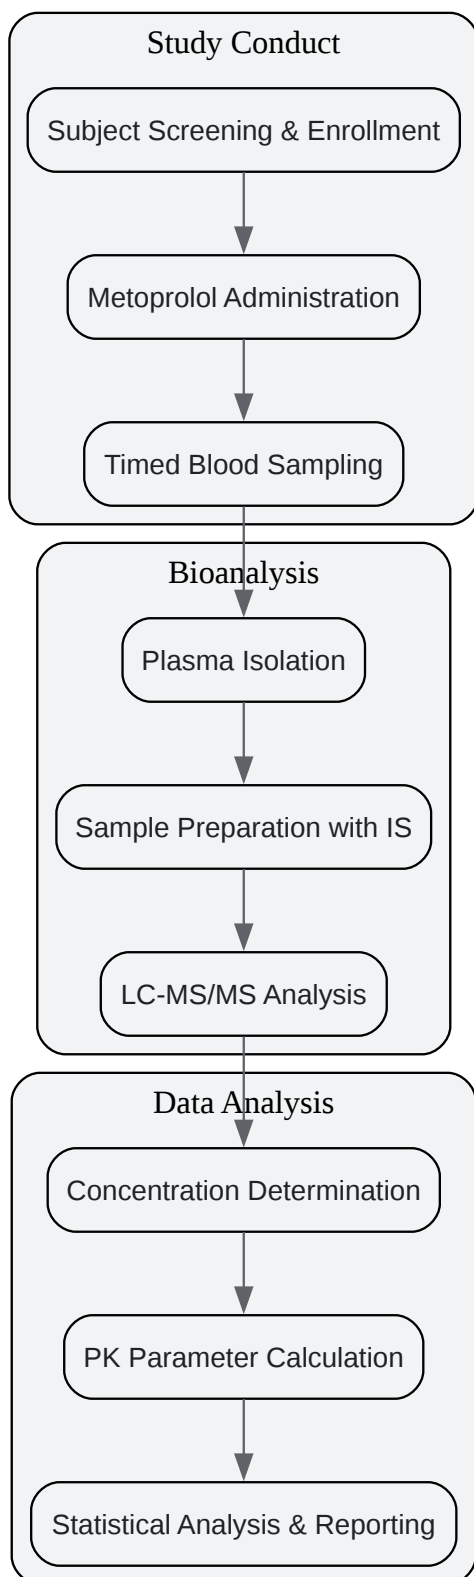 Study Conduct
Subject Screening & Enrollment
Metoprolol Administration
Timed Blood Sampling
Bioanalysis
Plasma Isolation
Sample Preparation with IS
LC-MS/MS Analysis
Data Analysis
Concentration Determination
PK Parameter Calculation
Statistical Analysis & Reporting